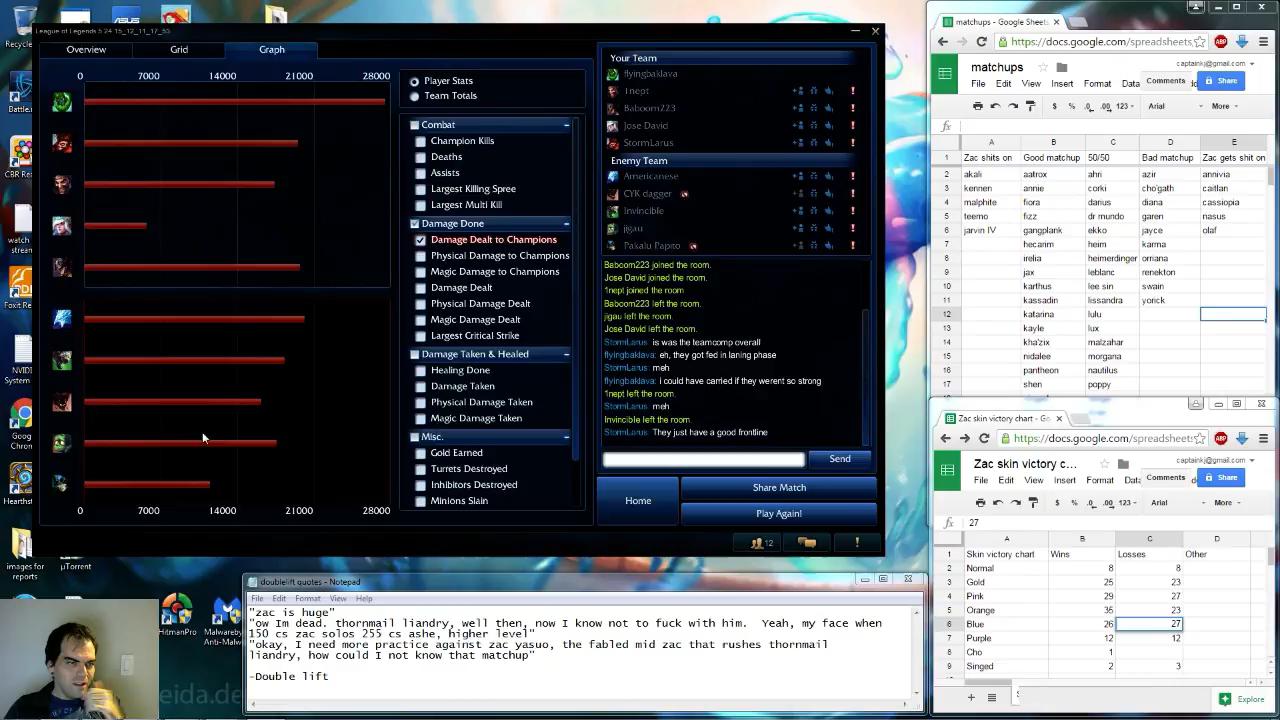 League of Legends 5 24 15_12_11_17_55
Overview
Grid
Graph
0 7000 14000 21000 28000
0 7000 14000 21000 28000
Player Stats
Team Totals
Combat
Champion Kills
Deaths
Assists
Largest Killing Spree
Largest Multi Kill
Damage Done
Damage Dealt to Champions
Physical Damage to Champions
Magic Damage to Champions
Damage Dealt
Physical Damage Dealt
Magic Damage Dealt
Largest Critical Strike
Damage Taken & Healed
Healing Done
Damage Taken
Physical Damage Taken
Magic Damage Taken
Misc.
Gold Earned
Turrets Destroyed
Inhibitors Destroyed
Minions Slain
Your Team
flyingbaklava
1nept
Baboom223
Jose David
StormLarus
Enemy Team
Americanese
CYK dagger
Invincible
jigau
Pakalu Papito
Baboom223 joined the room.
Jose David joined the room.
1nept joined the room
Baboom223 left the room.
jigau left the room.
Jose David left the room.
StormLarus: is was the teamcomp overall
flyingbaklava: eh, they got fed in laning phase
StormLarus: meh
flyingbaklava: i could have carried if they werent so strong
1nept left the room.
StormLarus: meh
Invincible left the room.
StormLarus: They just have a good frontline
Send
Home
Share Match
Play Again!
12
doublelift quotes - Notepad
File Edit Format View Help
"zac is huge"
"ow Im dead. thornmail liandry, well then, now I know not to fuck with him.  Yeah, my face when
150 cs zac solos 255 cs ashe, higher level"
"okay, I need more practice against zac yasuo, the fabled mid zac that rushes thornmail
liandry, how could I not know that matchup"
-Double lift
matchups - Google Sheets
https://docs.google.com/spreadsheets
matchups
captainkj@gmail.com
File Edit View Insert Format
Comments
Share
$ % .0 .00 123 Arial More
fx
A B C D E
1 Zac shits on Good matchup 50/50 Bad matchup Zac gets shit on
2 akali aatrox ahri azir annivia
3 kennen annie corki cho'gath caitlan
4 malphite fiora darius diana cassiopia
5 teemo fizz dr mundo garen nasus
6 jarvin IV gangplank ekko jayce olaf
7 hecarim heim karma
8 irelia heimerdinger orianna
9 jax leblanc renekton
10 karthus lee sin swain
11 kassadin lissandra yorick
12 katarina lulu
13 kayle lux
14 kha'zix malzahar
15 nidalee morgana
16 pantheon nautilus
17 shen poppy
Zac skin victory chart - Go
https://docs.google.com/spreadsheets
Zac skin victory c...
captainkj@gmail.com
File Edit View Insert Format Data
Comments
Share
$ % .0 .00 123 Arial More
fx 27
A B C D
1 Skin victory chart Wins Losses Other
2 Normal 8 8
3 Gold 25 23
4 Pink 29 27
5 Orange 35 23
6 Blue 26 27
7 Purple 12 12
8 Cho 1
9 Singed 2 3
Explore
Battle.
CBR Rea
watch
stream
Foxit Re
NVID
System
Goog
Chro
Hearths
images for
reports
µTorrent
HitmanPro
Malwareby
Anti-Mal
eida.de